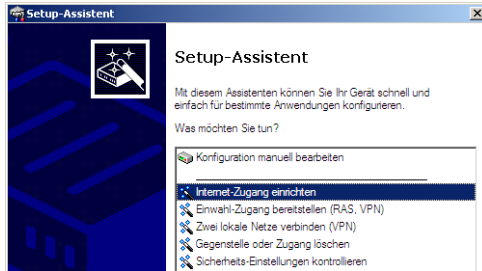 Setup-Assistent
Setup-Assistent
Mit diesem Assistenten können Sie Ihr Gerät schnell und
einfach für bestimmte Anwendungen konfigurieren.
Was möchten Sie tun?
Konfiguration manuell bearbeiten
Internet-Zugang einrichten
Einwahl-Zugang bereitstellen (RAS, VPN)
Zwei lokale Netze verbinden (VPN)
Gegenstelle oder Zugang löschen
Sicherheits-Einstellungen kontrollieren